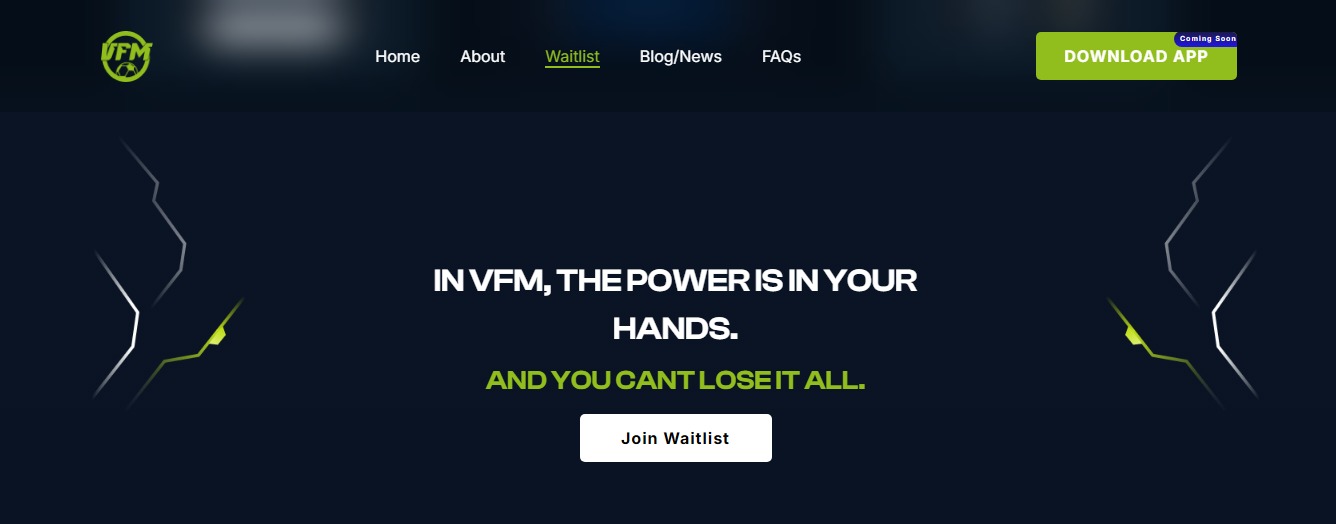 VFM
Home
About
Waitlist
Blog/News
FAQs
Coming Soon
DOWNLOAD APP
IN VFM, THE POWER IS IN YOUR
HANDS.
AND YOU CANT LOSE IT ALL.
Join Waitlist